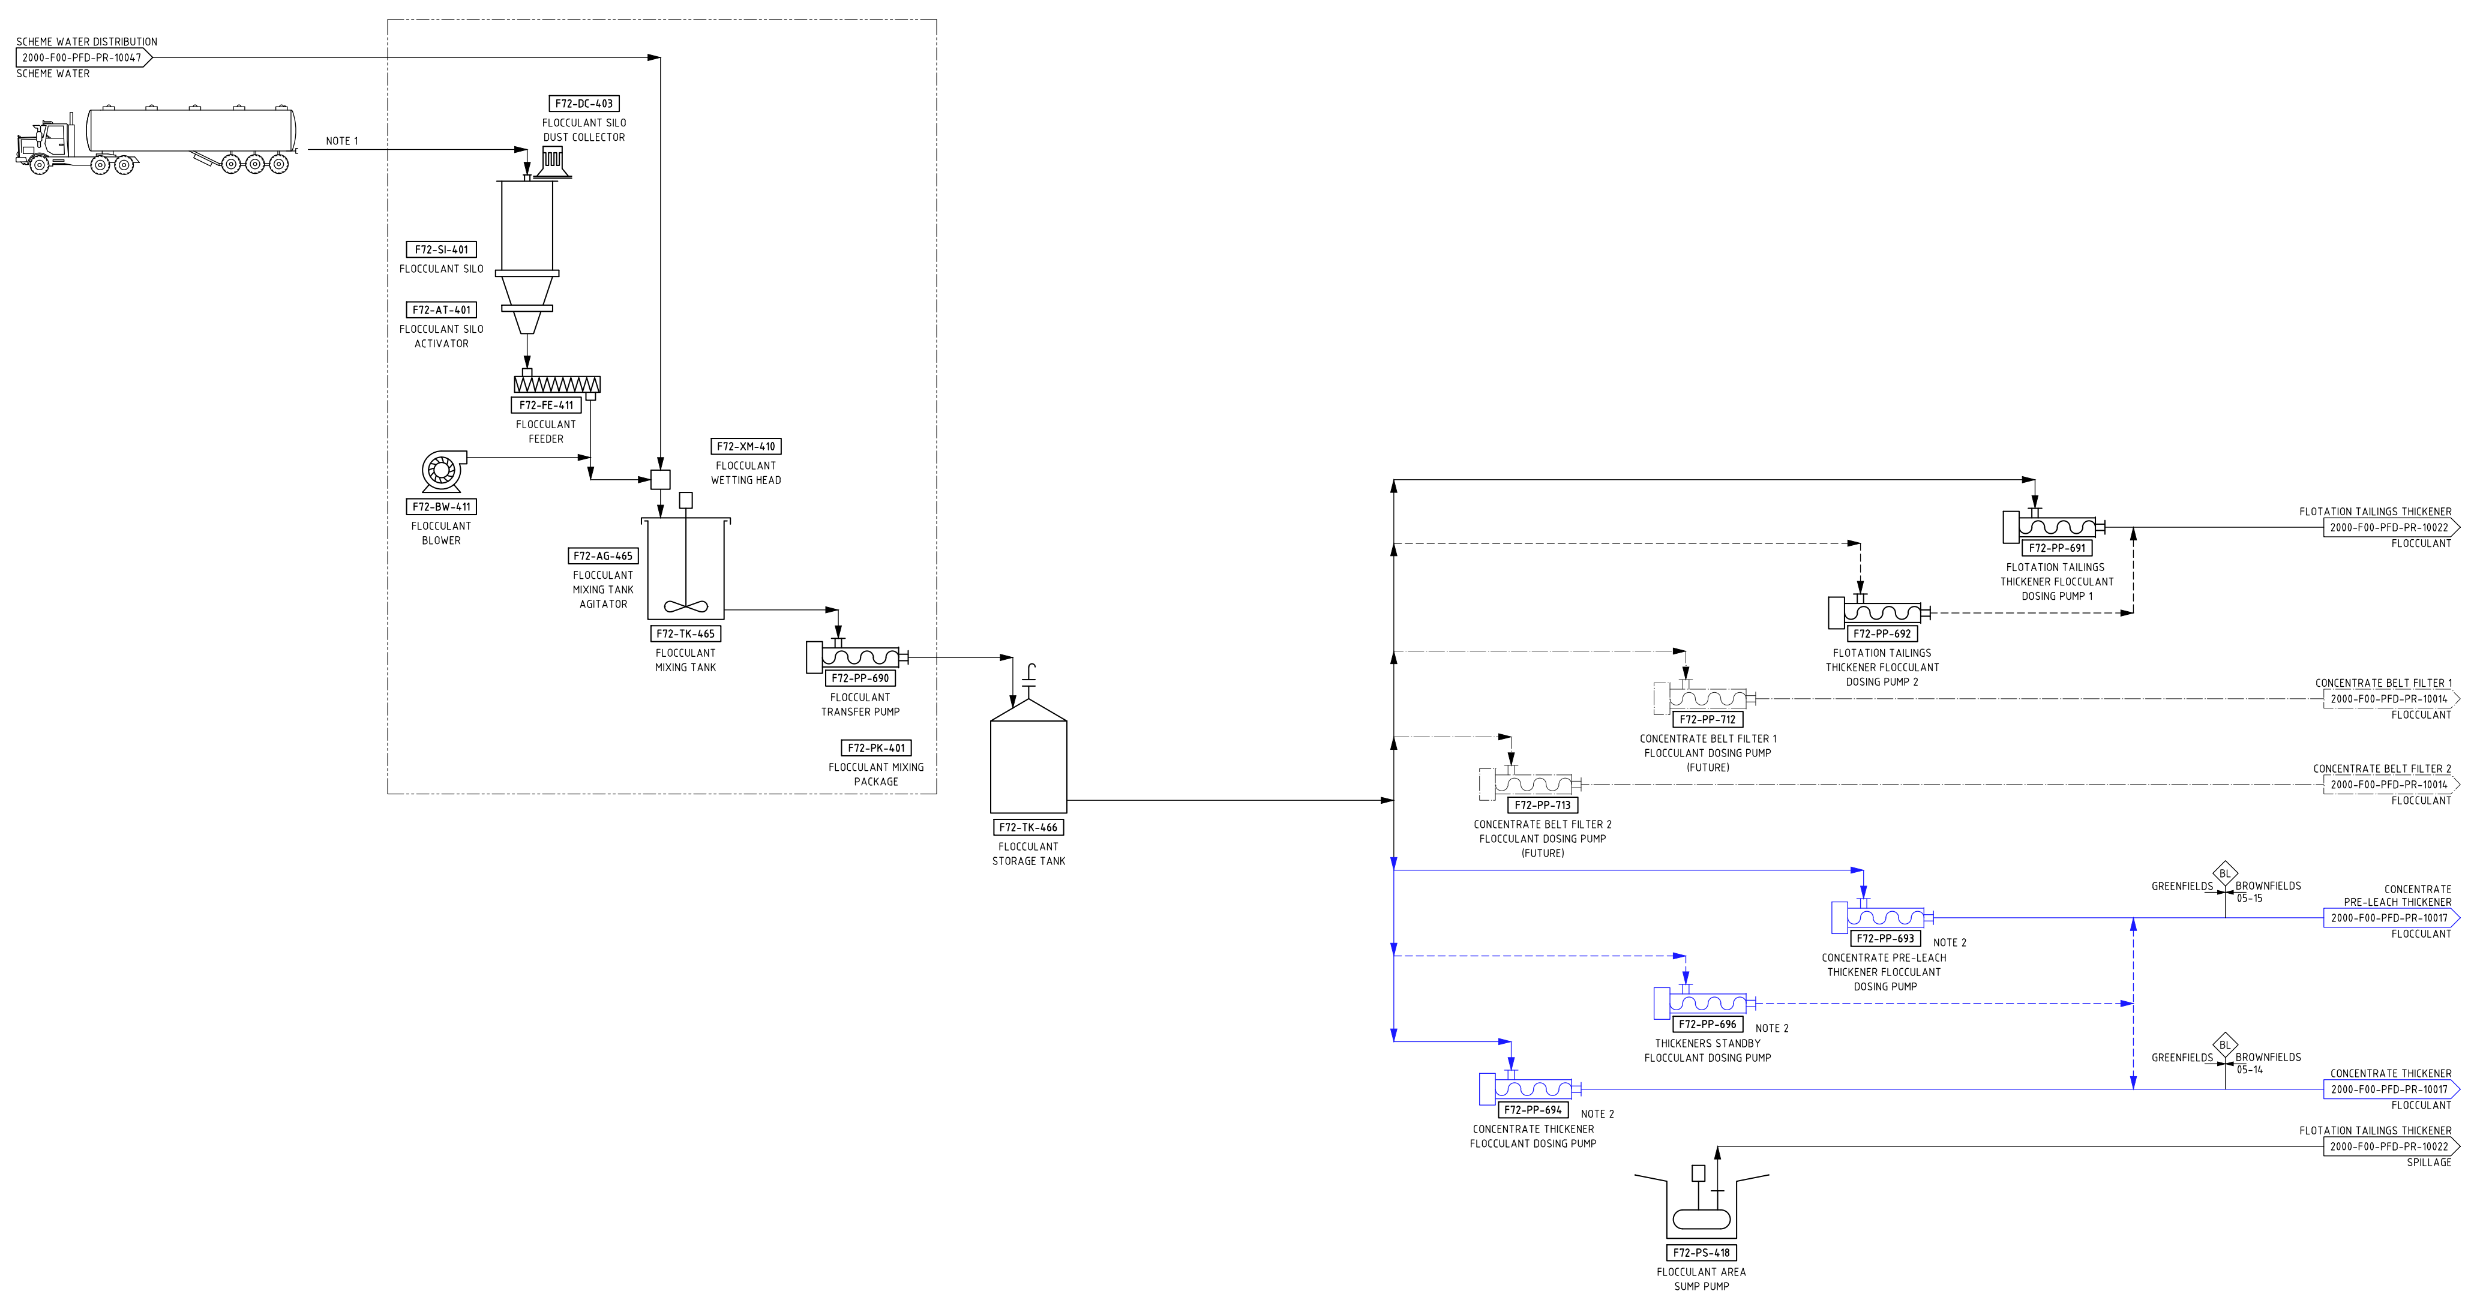 SCHEME WATER DISTRIBUTION
2000-F00-PFD-PR-10047
SCHEME WATER
NOTE 1
F72-DC-403
FLOCCULANT SILO
DUST COLLECTOR
F72-SI-401
FLOCCULANT SILO
F72-AT-401
FLOCCULANT SILO
ACTIVATOR
F72-FE-411
FLOCCULANT
FEEDER
F72-BW-411
FLOCCULANT
BLOWER
F72-XM-410
FLOCCULANT
WETTING HEAD
F72-AG-465
FLOCCULANT
MIXING TANK
AGITATOR
F72-TK-465
FLOCCULANT
MIXING TANK
F72-PP-690
FLOCCULANT
TRANSFER PUMP
F72-PK-401
FLOCCULANT MIXING
PACKAGE
F72-TK-466
FLOCCULANT
STORAGE TANK
F72-PP-691
FLOTATION TAILINGS
THICKENER FLOCCULANT
DOSING PUMP 1
FLOTATION TAILINGS THICKENER
2000-F00-PFD-PR-10022
FLOCCULANT
F72-PP-692
FLOTATION TAILINGS
THICKENER FLOCCULANT
DOSING PUMP 2
F72-PP-712
CONCENTRATE BELT FILTER 1
FLOCCULANT DOSING PUMP
(FUTURE)
CONCENTRATE BELT FILTER 1
2000-F00-PFD-PR-10014
FLOCCULANT
F72-PP-713
CONCENTRATE BELT FILTER 2
FLOCCULANT DOSING PUMP
(FUTURE)
CONCENTRATE BELT FILTER 2
2000-F00-PFD-PR-10014
FLOCCULANT
F72-PP-693
NOTE 2
CONCENTRATE PRE-LEACH
THICKENER FLOCCULANT
DOSING PUMP
BL
GREENFIELDS
BROWNFIELDS
05-15
CONCENTRATE
PRE-LEACH THICKENER
2000-F00-PFD-PR-10017
FLOCCULANT
F72-PP-696
NOTE 2
THICKENERS STANDBY
FLOCCULANT DOSING PUMP
F72-PP-694
NOTE 2
CONCENTRATE THICKENER
FLOCCULANT DOSING PUMP
BL
GREENFIELDS
BROWNFIELDS
05-14
CONCENTRATE THICKENER
2000-F00-PFD-PR-10017
FLOCCULANT
FLOTATION TAILINGS THICKENER
2000-F00-PFD-PR-10022
SPILLAGE
F72-PS-418
FLOCCULANT AREA
SUMP PUMP